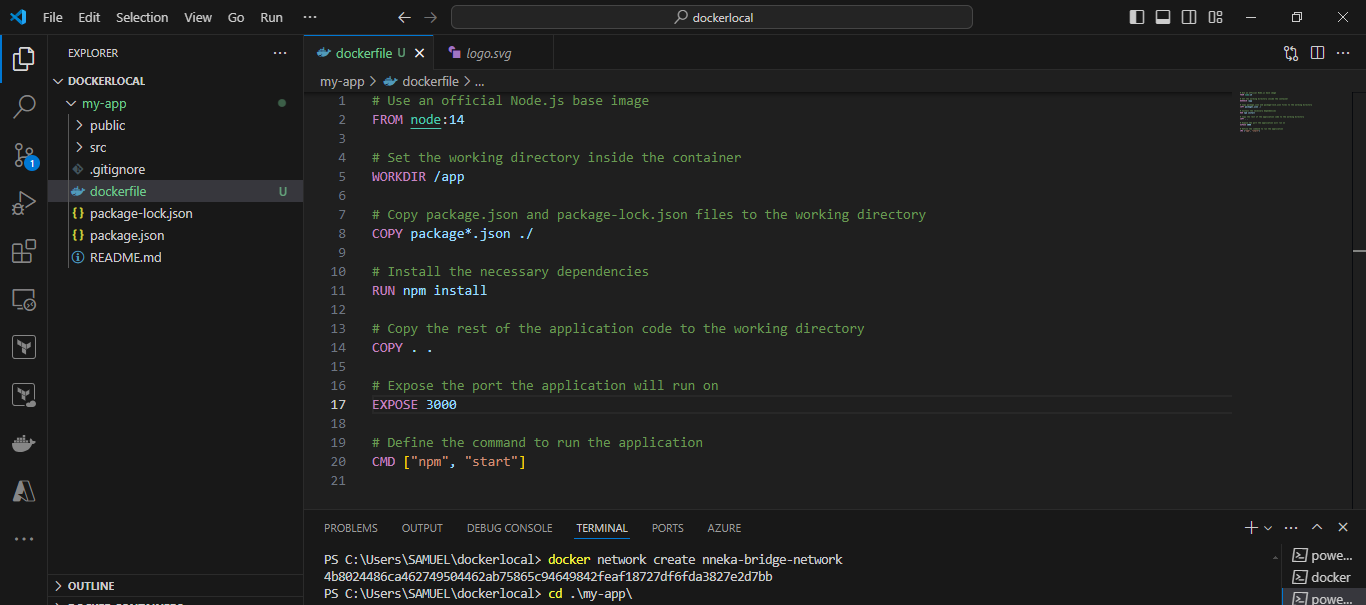 File Edit Selection View Go Run ··· dockerlocal
EXPLORER ···
DOCKERLOCAL
my-app
public
src
.gitignore
dockerfile U
package-lock.json
package.json
README.md
OUTLINE
DOCKER CONTAINERS
1
dockerfile U
logo.svg
my-app > dockerfile > ...
1 # Use an official Node.js base image
2 FROM node:14
3
4 # Set the working directory inside the container
5 WORKDIR /app
6
7 # Copy package.json and package-lock.json files to the working directory
8 COPY package*.json ./
9
10 # Install the necessary dependencies
11 RUN npm install
12
13 # Copy the rest of the application code to the working directory
14 COPY . .
15
16 # Expose the port the application will run on
17 EXPOSE 3000
18
19 # Define the command to run the application
20 CMD ["npm", "start"]
21
PROBLEMS OUTPUT DEBUG CONSOLE TERMINAL PORTS AZURE
PS C:\Users\SAMUEL\dockerlocal> docker network create nneka-bridge-network
4b8024486ca462749504462ab75865c94649842feaf18727df6fda3827e2d7bb
PS C:\Users\SAMUEL\dockerlocal> cd .\my-app\
powe...
docker
powe...